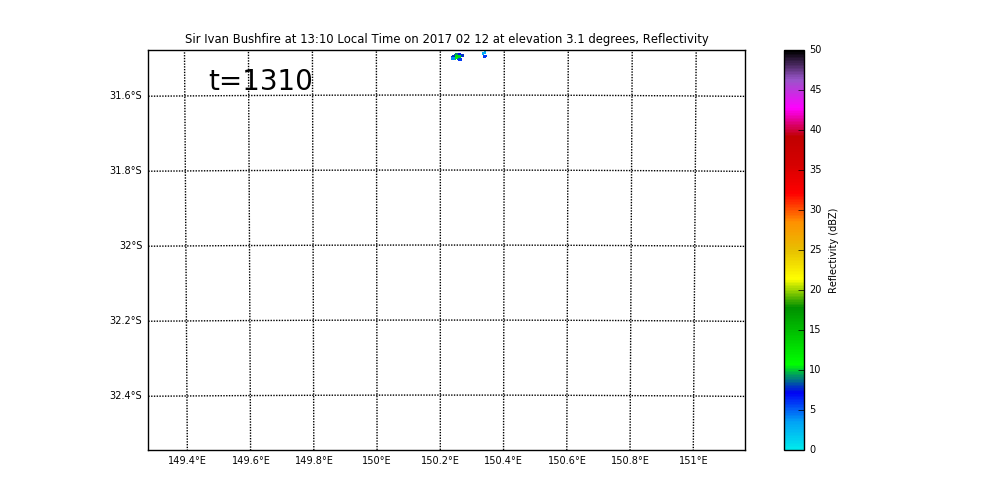 Sir Ivan Bushfire at 13:10 Local Time on 2017 02 12 at elevation 3.1 degrees, Reflectivity
t=1310
31.6°S
31.8°S
32°S
32.2°S
32.4°S
149.4°E 149.6°E 149.8°E 150°E 150.2°E 150.4°E 150.6°E 150.8°E 151°E
50
45
40
35
30
25
20
15
10
5
0
Reflectivity (dBZ)